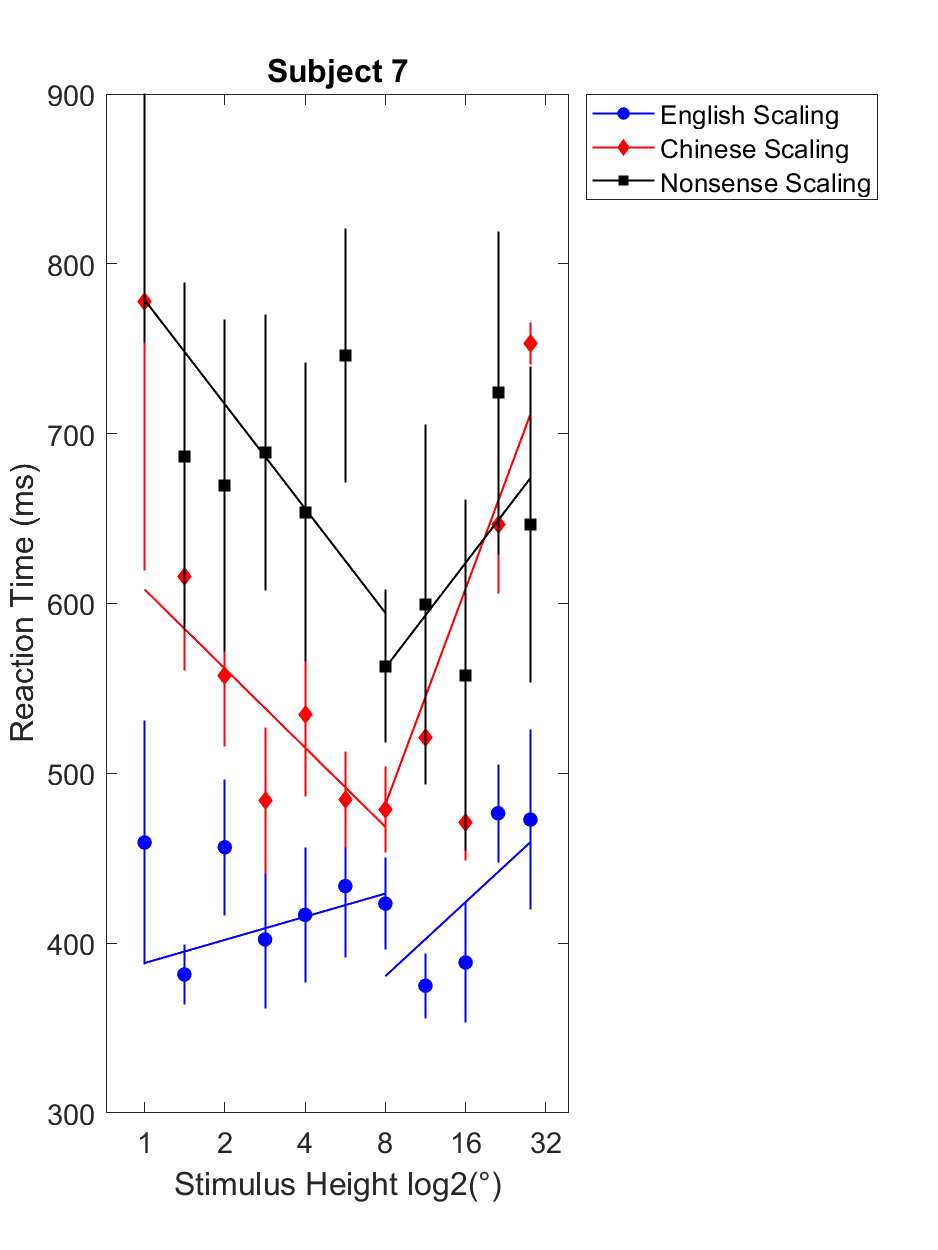 Subject 7
900
800
700
600
500
400
300
Reaction Time (ms)
1 2 4 8 16 32
Stimulus Height log2(°)
English Scaling
Chinese Scaling
Nonsense Scaling